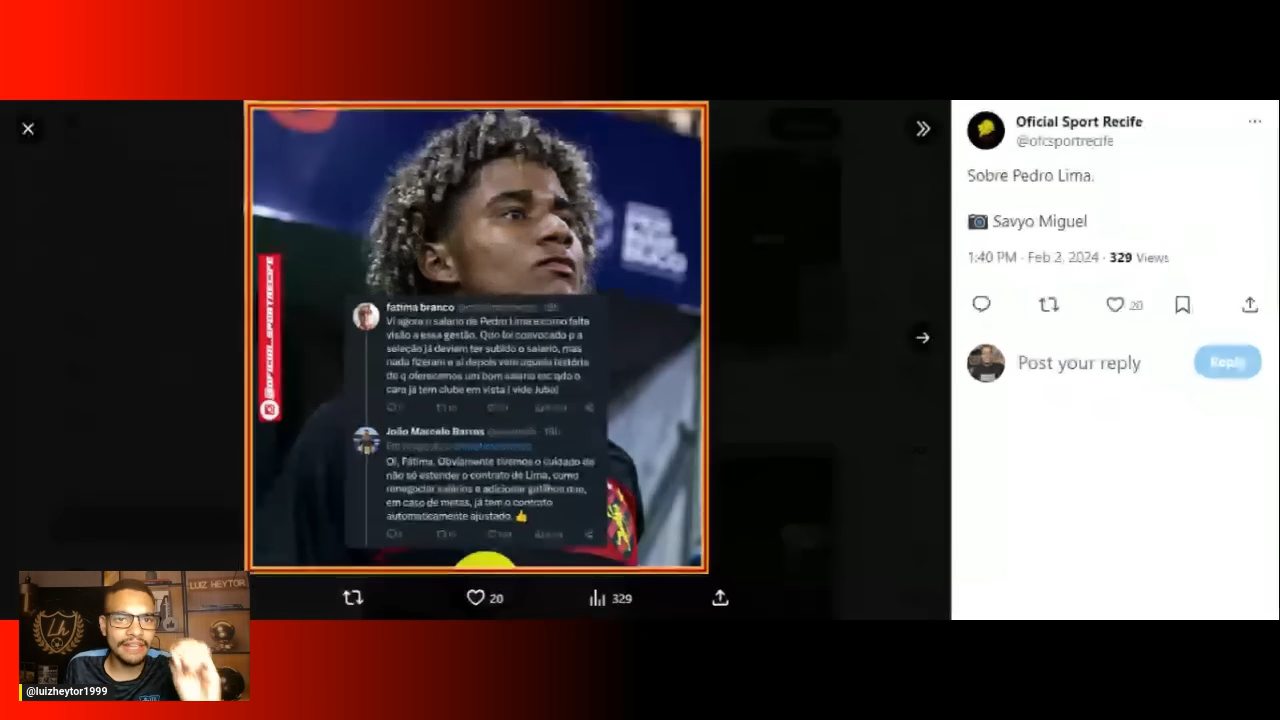 Oficial Sport Recife
@ofcsportrecife
Sobre Pedro Lima.
Savyo Miguel
1:40 PM · Feb 2, 2024 · 329 Views
20
Post your reply
Reply
@OFICIAL_SPORTRECIFE
fatima branco
Vi agora o salario de Pedro Lima e como falta
visão a essa gestão. Qdo foi convocado p a
seleção já deviam ter subido o salario, mas
nada fizeram e aí depois vem aquela história
de q oferecemos um bom salario
cara já tem clube em vista ( vide Juba)
João Marcelo Barros
Oi, Fátima. Obviamente tivemos o cuidado de
não só estender o contrato de Lima, como
renegociar salários e adicionar gatilhos que,
em caso de metas, já tem o contrato
automaticamente ajustado. 👍
20
329
LUIZ HEYTOR
Lh
@luizheytor1999